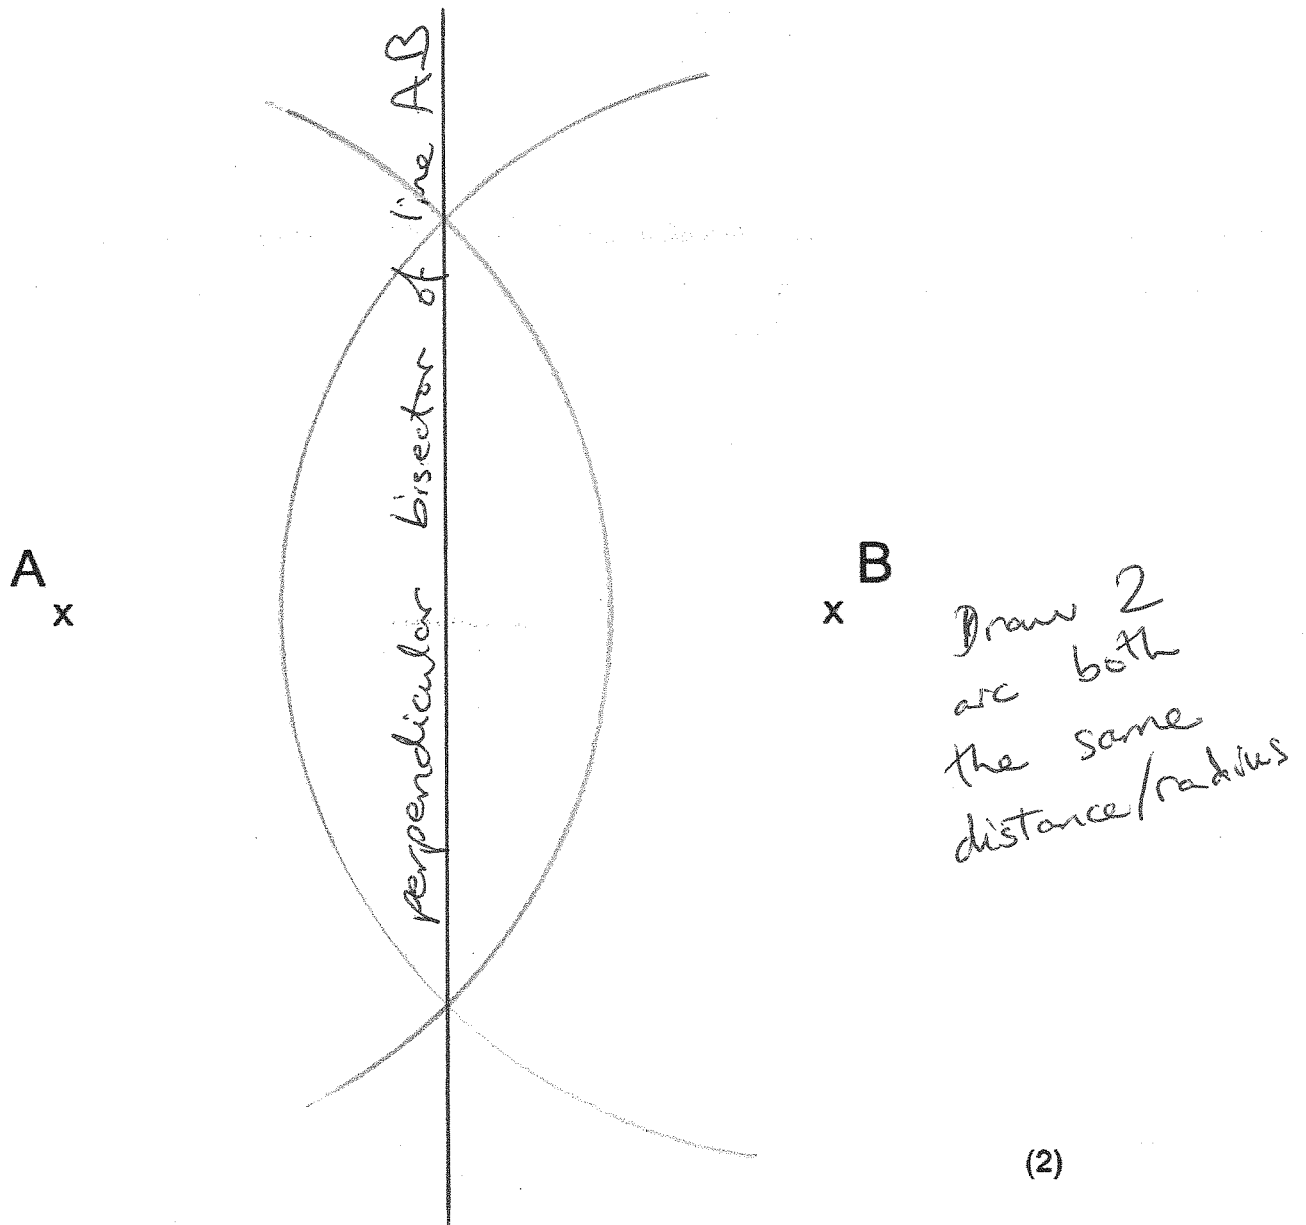 perpendicular bisector of line AB
A
x
B
x
Draw 2
arc both
the same
distance/radius
(2)